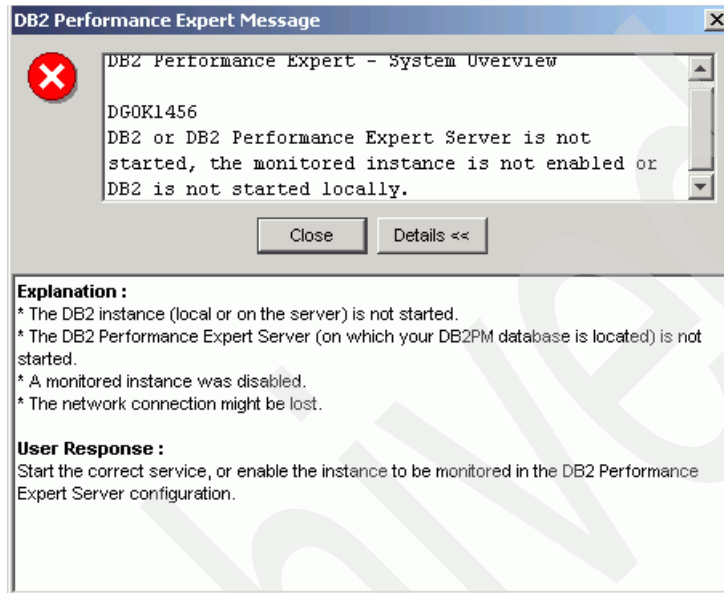 DB2 Performance Expert Message
DB2 Performance Expert - System Overview
DGOK1456
DB2 or DB2 Performance Expert Server is not
started, the monitored instance is not enabled or
DB2 is not started locally.
Close
Details <<
Explanation :
* The DB2 instance (local or on the server) is not started.
* The DB2 Performance Expert Server (on which your DB2PM database is located) is not
started.
* A monitored instance was disabled.
* The network connection might be lost.
User Response :
Start the correct service, or enable the instance to be monitored in the DB2 Performance
Expert Server configuration.